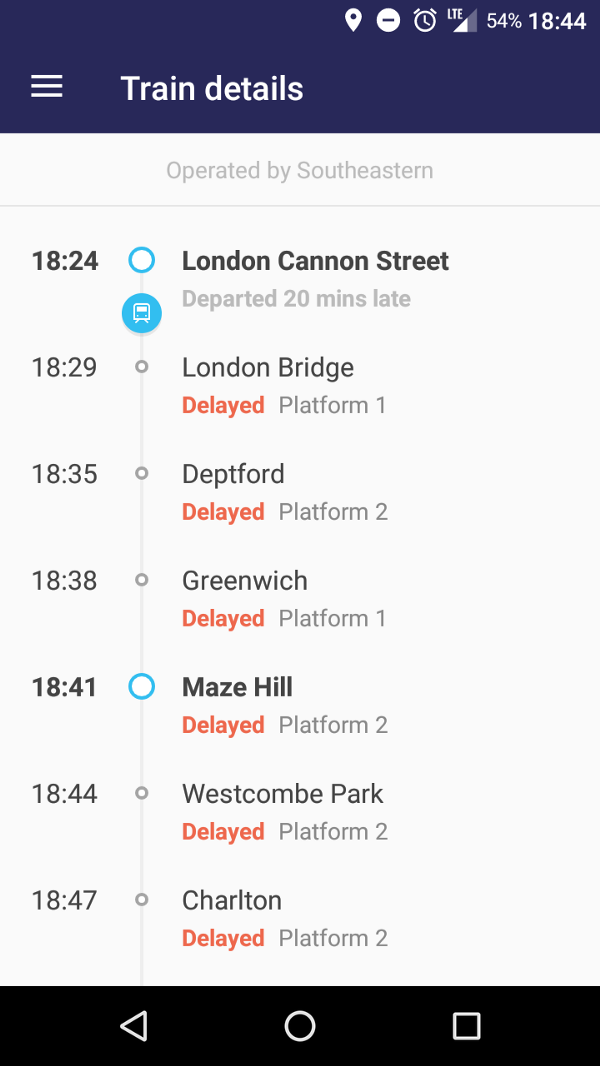 LTE 54% 18:44
Train details
Operated by Southeastern
18:24 London Cannon Street
Departed 20 mins late
18:29 London Bridge
Delayed Platform 1
18:35 Deptford
Delayed Platform 2
18:38 Greenwich
Delayed Platform 1
18:41 Maze Hill
Delayed Platform 2
18:44 Westcombe Park
Delayed Platform 2
18:47 Charlton
Delayed Platform 2